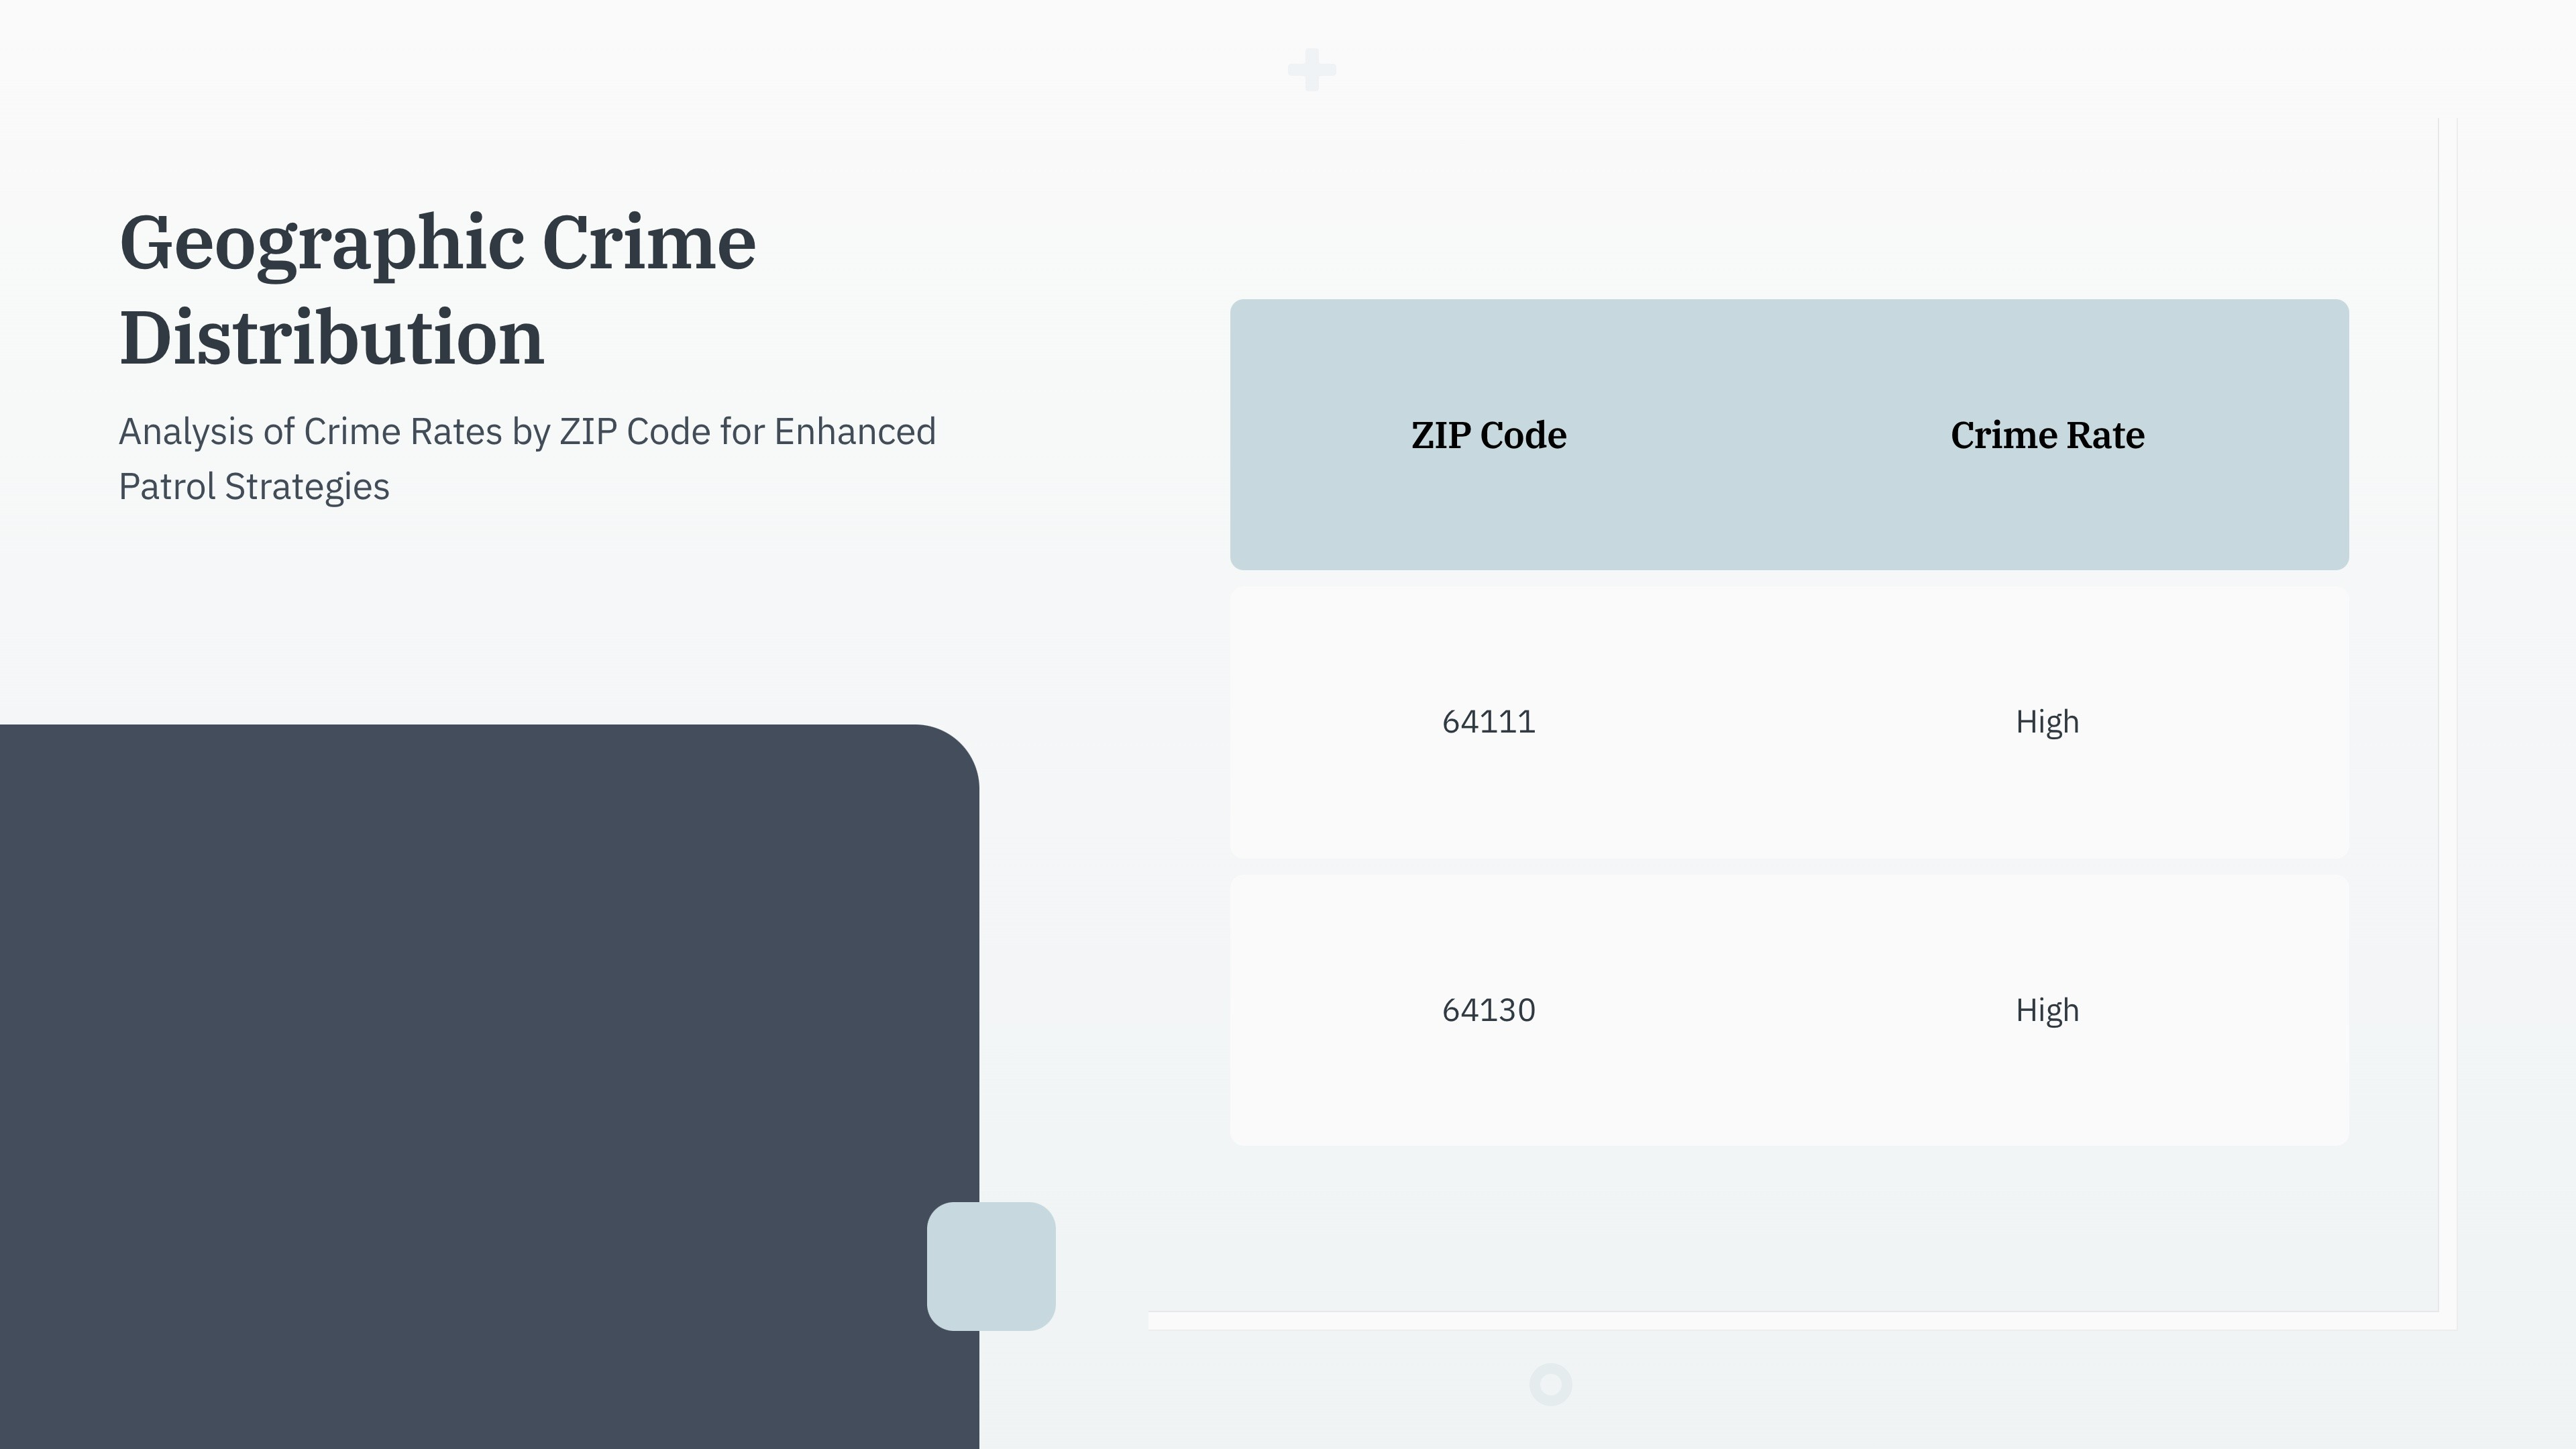 Geographic Crime
Distribution
Analysis of Crime Rates by ZIP Code for Enhanced
Patrol Strategies
ZIP Code Crime Rate
64111 High
64130 High